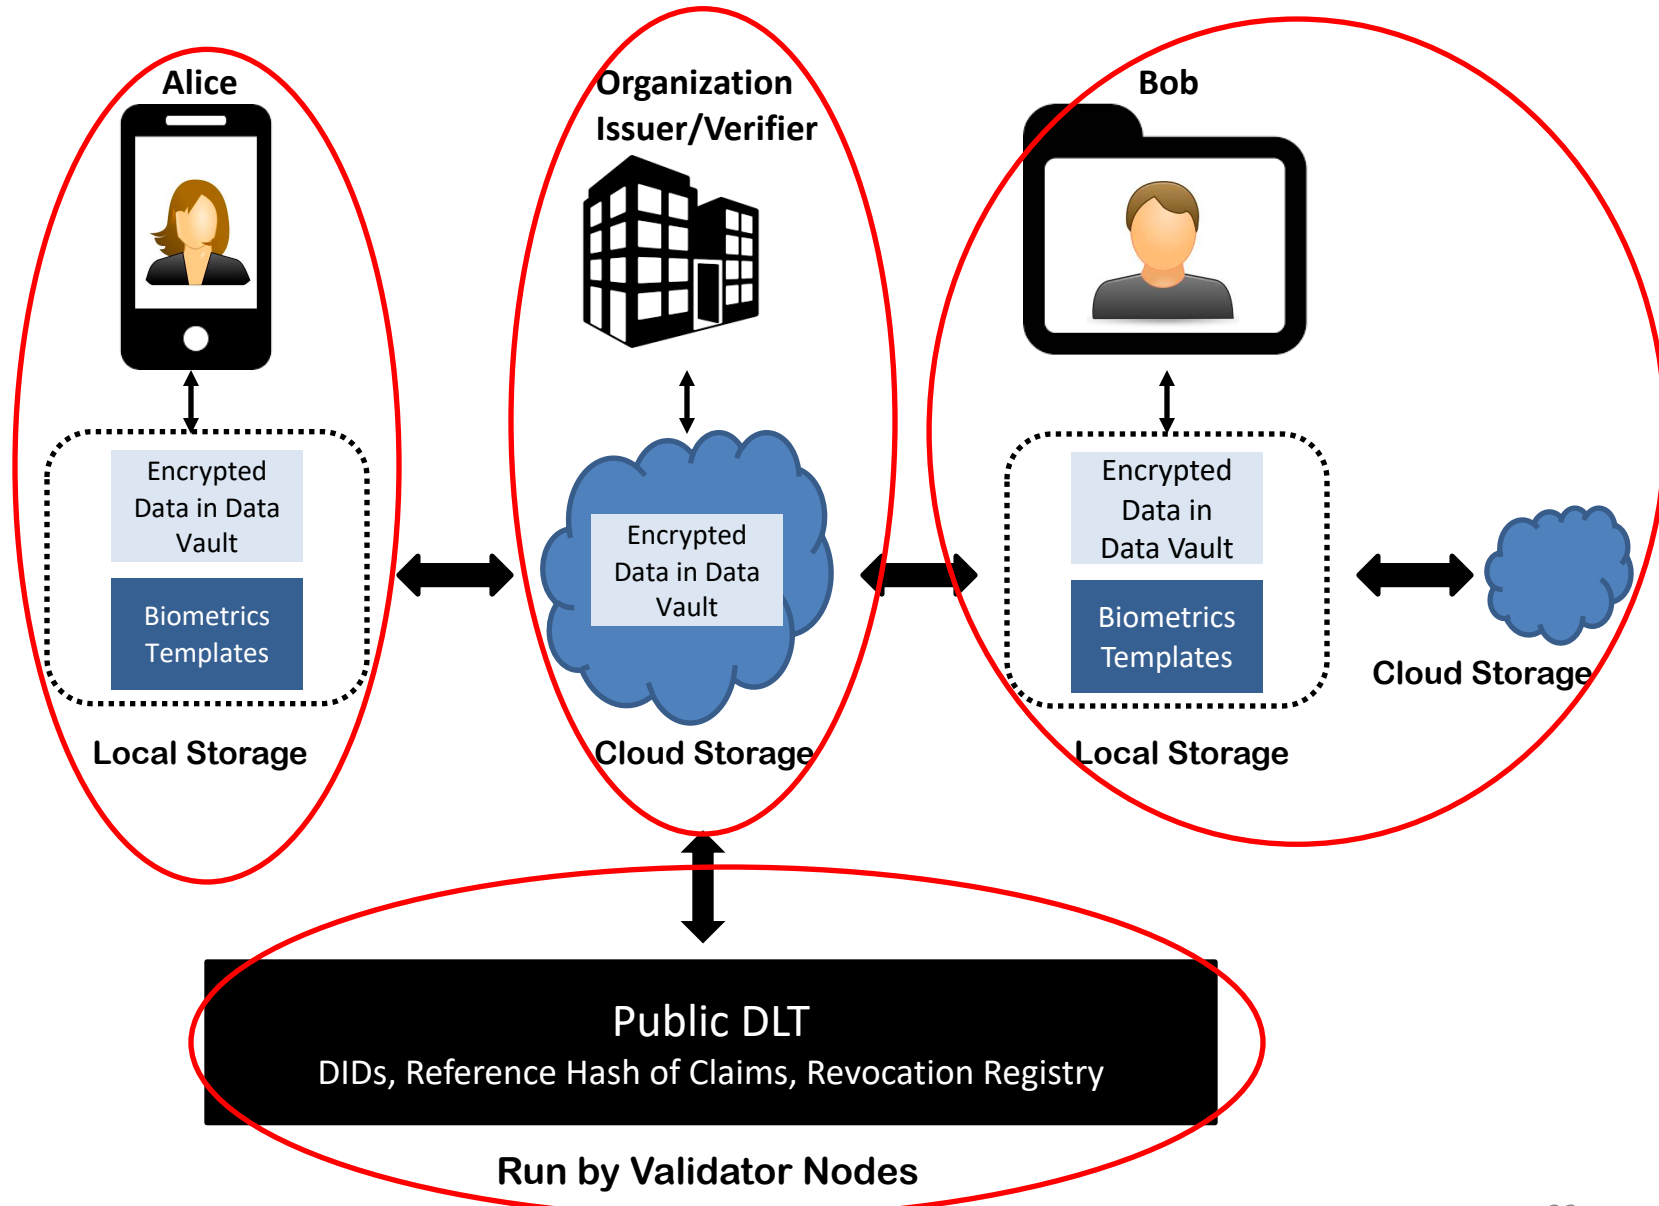 Alice
Organization
Issuer/Verifier
Bob
Encrypted
Data in Data
Vault
Biometrics
Templates
Local Storage
Encrypted
Data in Data
Vault
Cloud Storage
Encrypted
Data in
Data Vault
Biometrics
Templates
Local Storage
Cloud Storage
Public DLT
DIDs, Reference Hash of Claims, Revocation Registry
Run by Validator Nodes